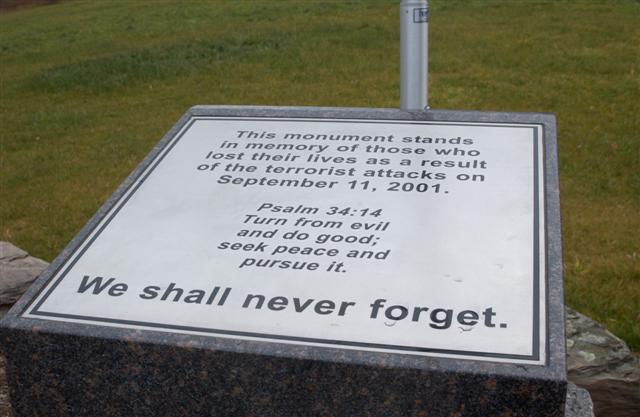 This monument stands
in memory of those who
lost their lives as a result
of the terrorist attacks on
September 11, 2001.
Psalm 34:14
Turn from evil
and do good;
seek peace and
pursue it.
We shall never forget.